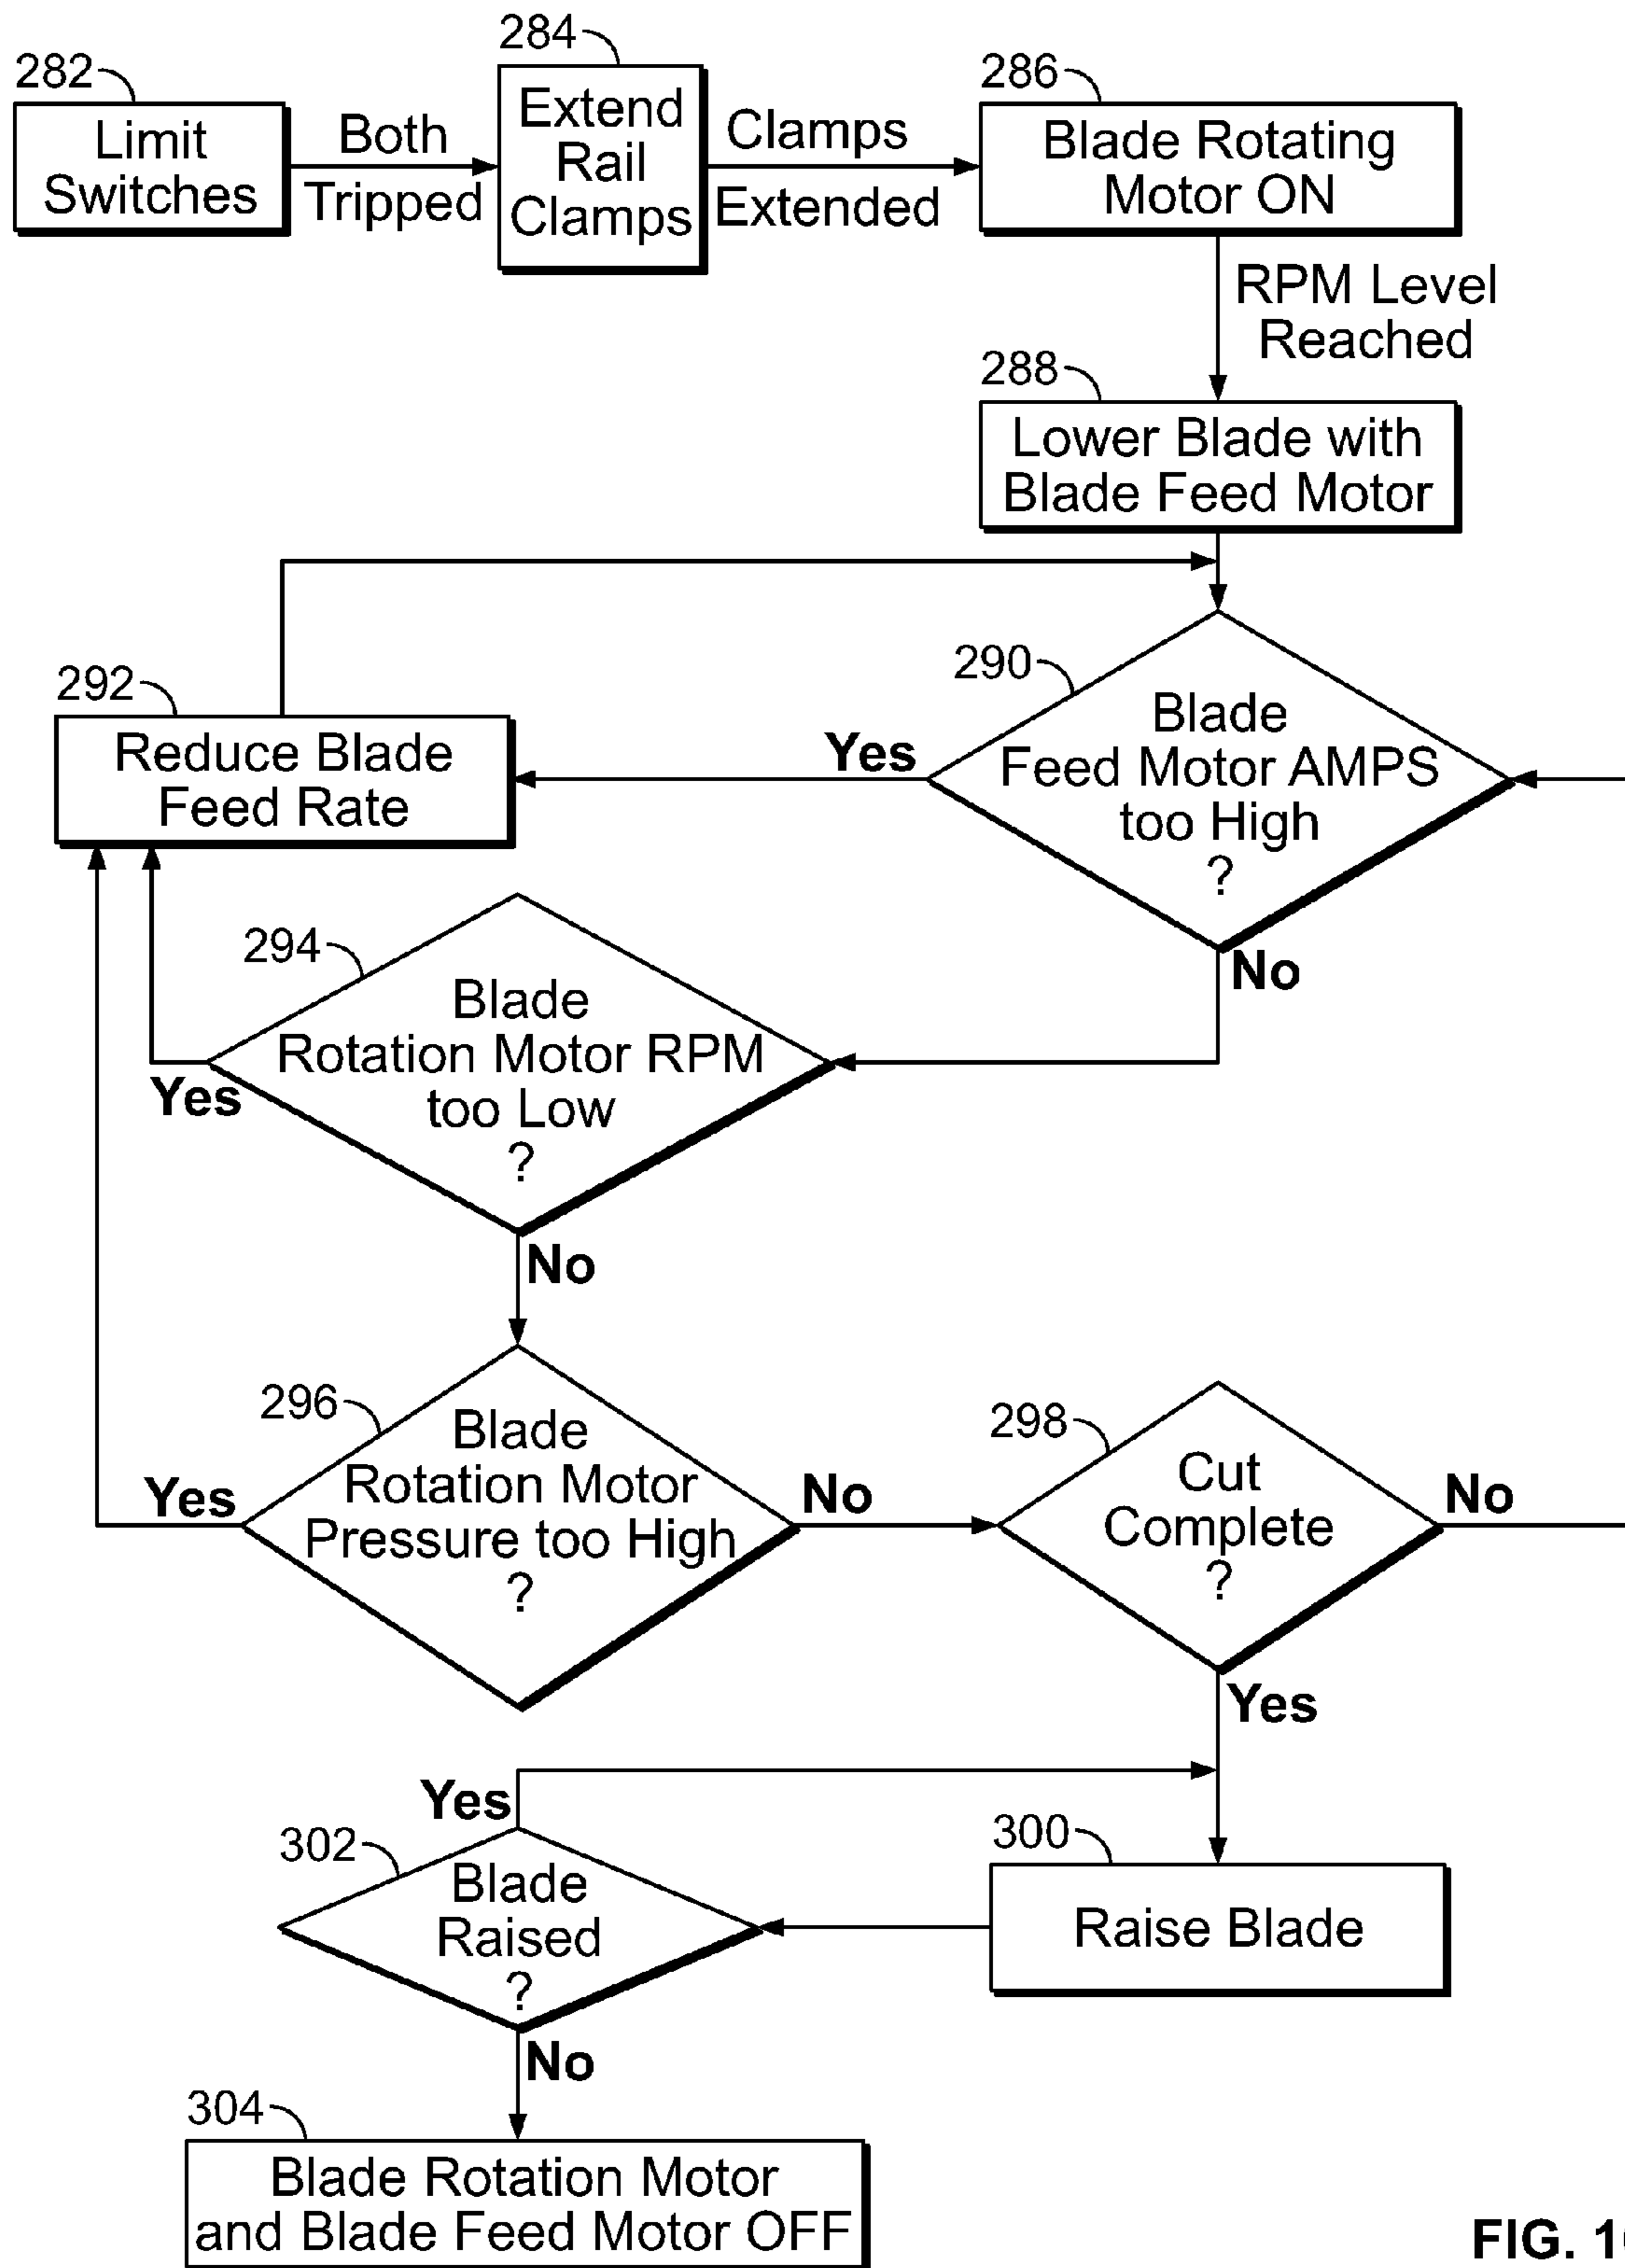 282
Limit
Switches
Both
Tripped
284
Extend
Rail
Clamps
Clamps
Extended
286
Blade Rotating
Motor ON
RPM Level
Reached
288
Lower Blade with
Blade Feed Motor
290
Blade
Feed Motor AMPS
too High
?
Yes
No
292
Reduce Blade
Feed Rate
294
Blade
Rotation Motor RPM
too Low
?
Yes
No
296
Blade
Rotation Motor
Pressure too High
?
Yes
No
298
Cut
Complete
?
No
Yes
300
Raise Blade
302
Blade
Raised
?
Yes
No
304
Blade Rotation Motor
and Blade Feed Motor OFF
FIG.